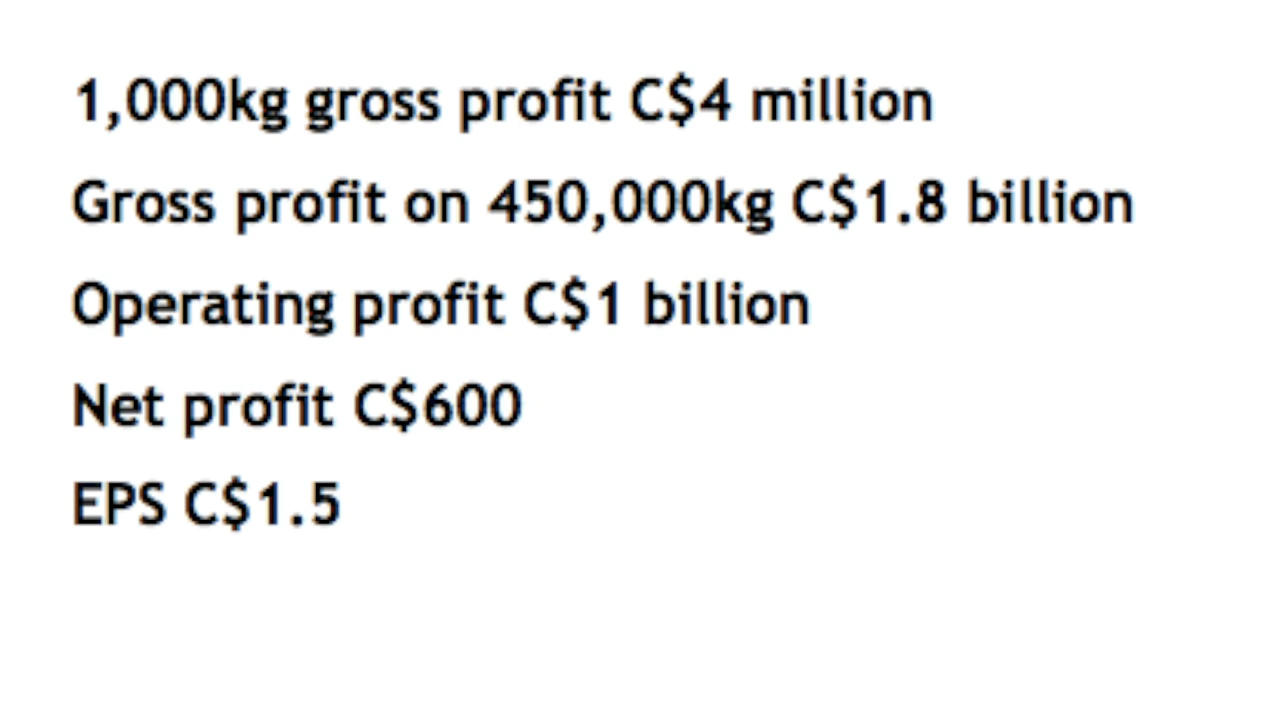 1,000kg gross profit C$4 million
Gross profit on 450,000kg C$1.8 billion
Operating profit C$1 billion
Net profit C$600
EPS C$1.5